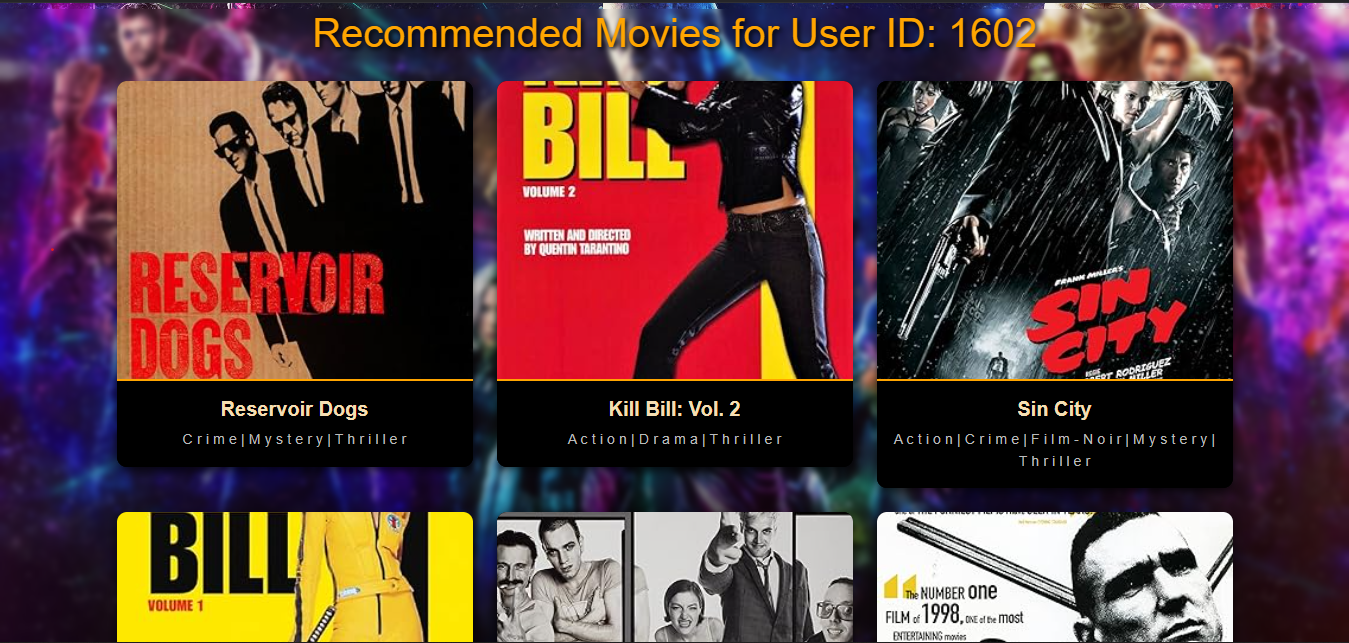 Recommended Movies for User ID: 1602
RESERVOIR
DOGS
Reservoir Dogs
Crime|Mystery|Thriller
BILL
VOLUME 2
WRITTEN AND DIRECTED
BY QUENTIN TARANTINO
Kill Bill: Vol. 2
Action|Drama|Thriller
FRANK MILLER'S
SIN
CITY
RODRIGUEZ
MILLER
Sin City
Action|Crime|Film-Noir|Mystery|
Thriller
BILL
VOLUME 1
The NUMBER one
FILM of 1998, ONE of the most
ENTERTAINING movies